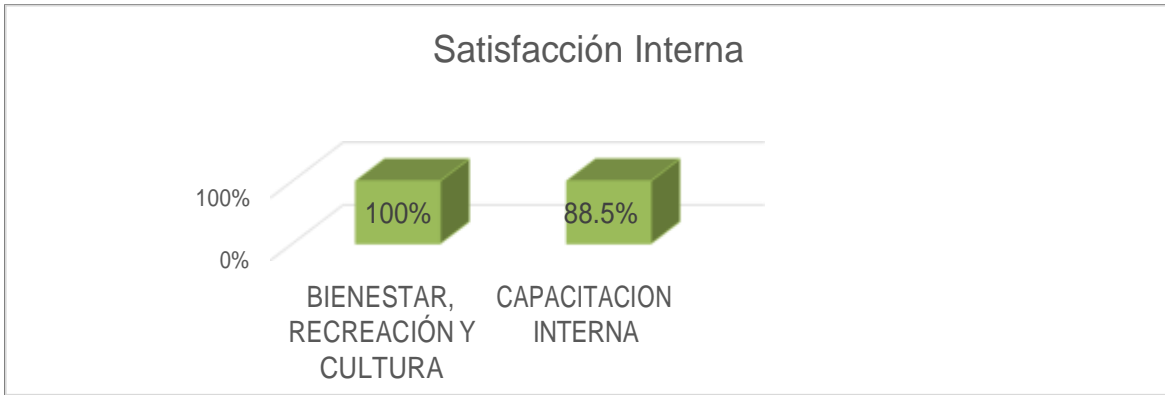 Satisfacción Interna
100%
0%
100%
88.5%
BIENESTAR,
RECREACIÓN Y
CULTURA
CAPACITACION
INTERNA